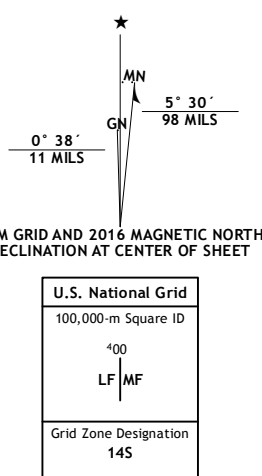 ★
MN
GN
5° 30´
98 MILS
0° 38´
11 MILS
M GRID AND 2016 MAGNETIC NORTH
ECLINATION AT CENTER OF SHEET
U.S. National Grid
100,000-m Square ID
⁴00
LF MF
Grid Zone Designation
14S